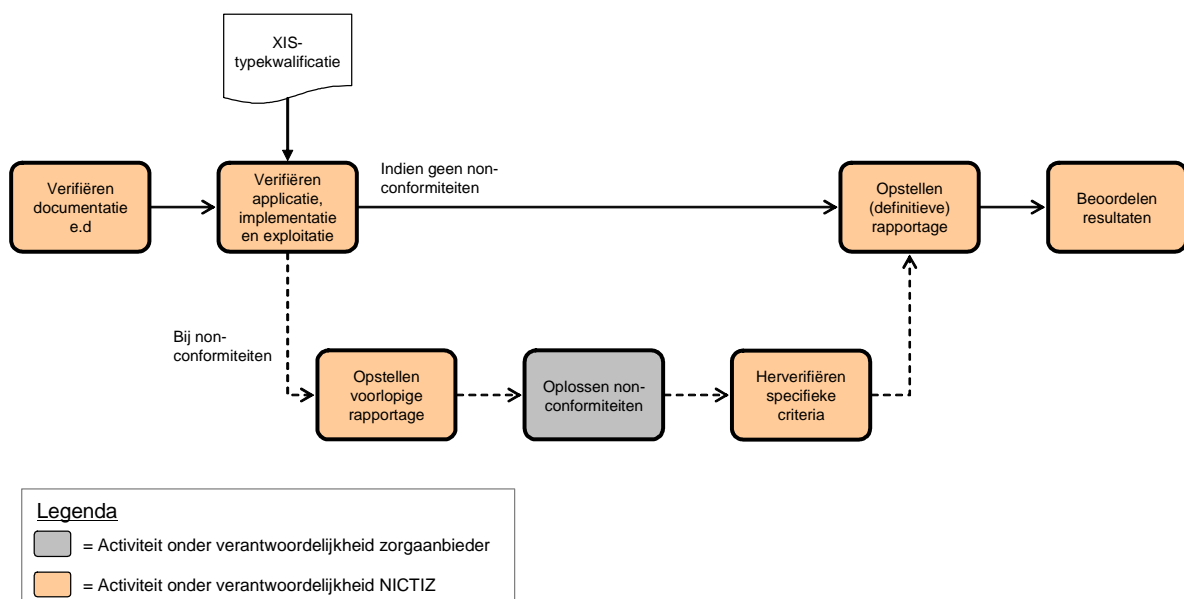 XIS-
typekwalificatie
Verifiëren
documentatie
e.d
Verifiëren
applicatie,
implementatie
en exploitatie
Indien geen non-
conformiteiten
Opstellen
(definitieve)
rapportage
Beoordelen
resultaten
Bij non-
conformiteiten
Opstellen
voorlopige
rapportage
Oplossen non-
conformiteiten
Herverifiëren
specifieke
criteria
Legenda
= Activiteit onder verantwoordelijkheid zorgaanbieder
= Activiteit onder verantwoordelijkheid NICTIZ